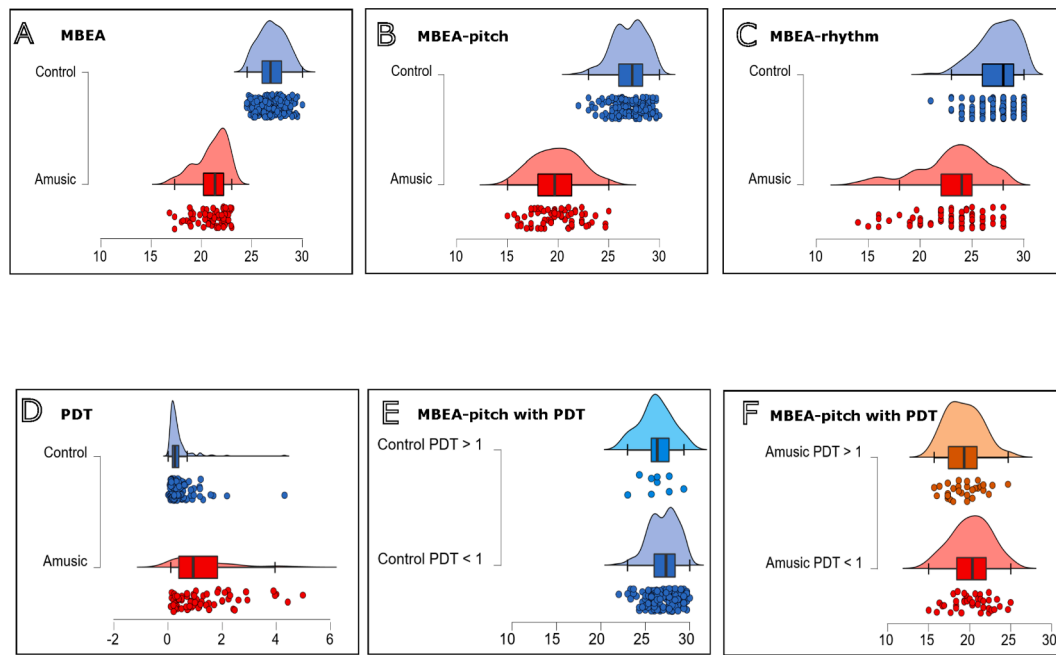 A MBEA
Control
Amusic
10 15 20 25 30
B MBEA-pitch
Control
Amusic
10 15 20 25 30
C MBEA-rhythm
Control
Amusic
10 15 20 25 30
D PDT
Control
Amusic
-2 0 2 4 6
E MBEA-pitch with PDT
Control PDT > 1
Control PDT < 1
10 15 20 25 30
F MBEA-pitch with PDT
Amusic PDT > 1
Amusic PDT < 1
10 15 20 25 30